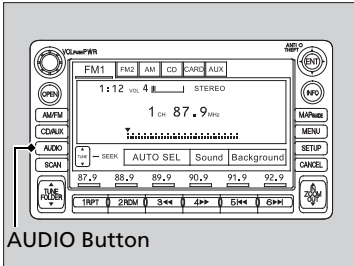 VOL PUSH PWR
ANTI THEFT
FM1 FM2 AM CD CARD AUX
ENT
1:12 VOL 4 STEREO
OPEN
INFO
1 CH 87.9 MHz
AM/FM
MAP/GUIDE
CD/AUX
MENU
AUDIO
SETUP
TUNE SEEK AUTO SEL Sound Background
SCAN
CANCEL
87.9 88.9 89.9 90.9 91.9 92.9
TUNE FOLDER
ZOOM OUT
1RPT 2RDM 3◂◂ 4▸▸ 5|◂◂ 6▸▸|
AUDIO Button